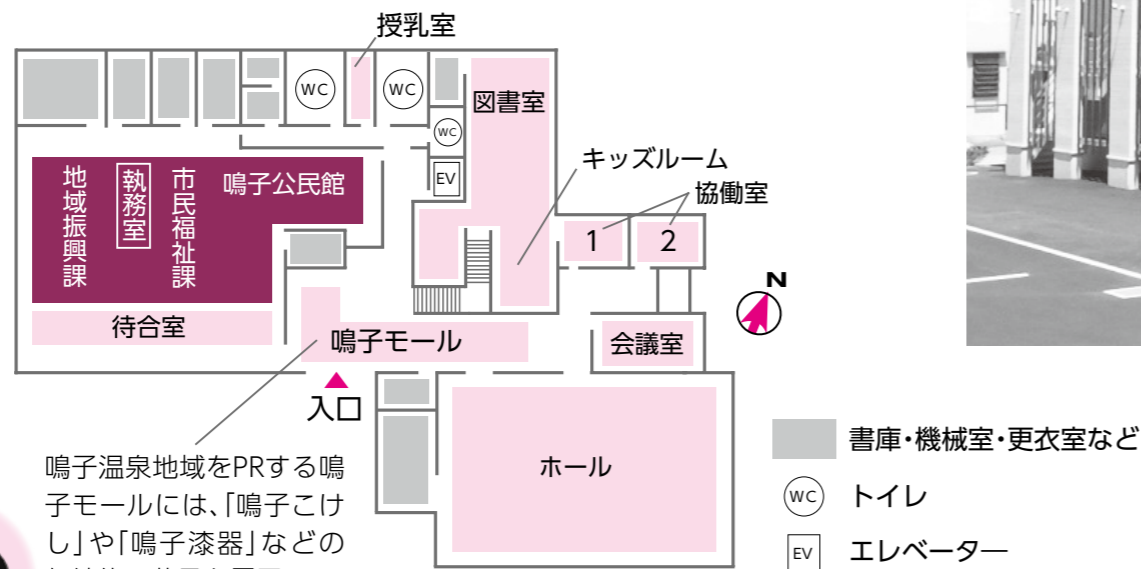 授乳室
WC
WC
図書室
WC
EV
キッズルーム
協働室
1
2
鳴子公民館
市民福祉課
執務室
地域振興課
待合室
鳴子モール
会議室
N
入口
ホール
書庫・機械室・更衣室など
WC トイレ
EV エレベーター
鳴子温泉地域をPRする鳴
子モールには、「鳴子こけ
し」や「鳴子漆器」などの